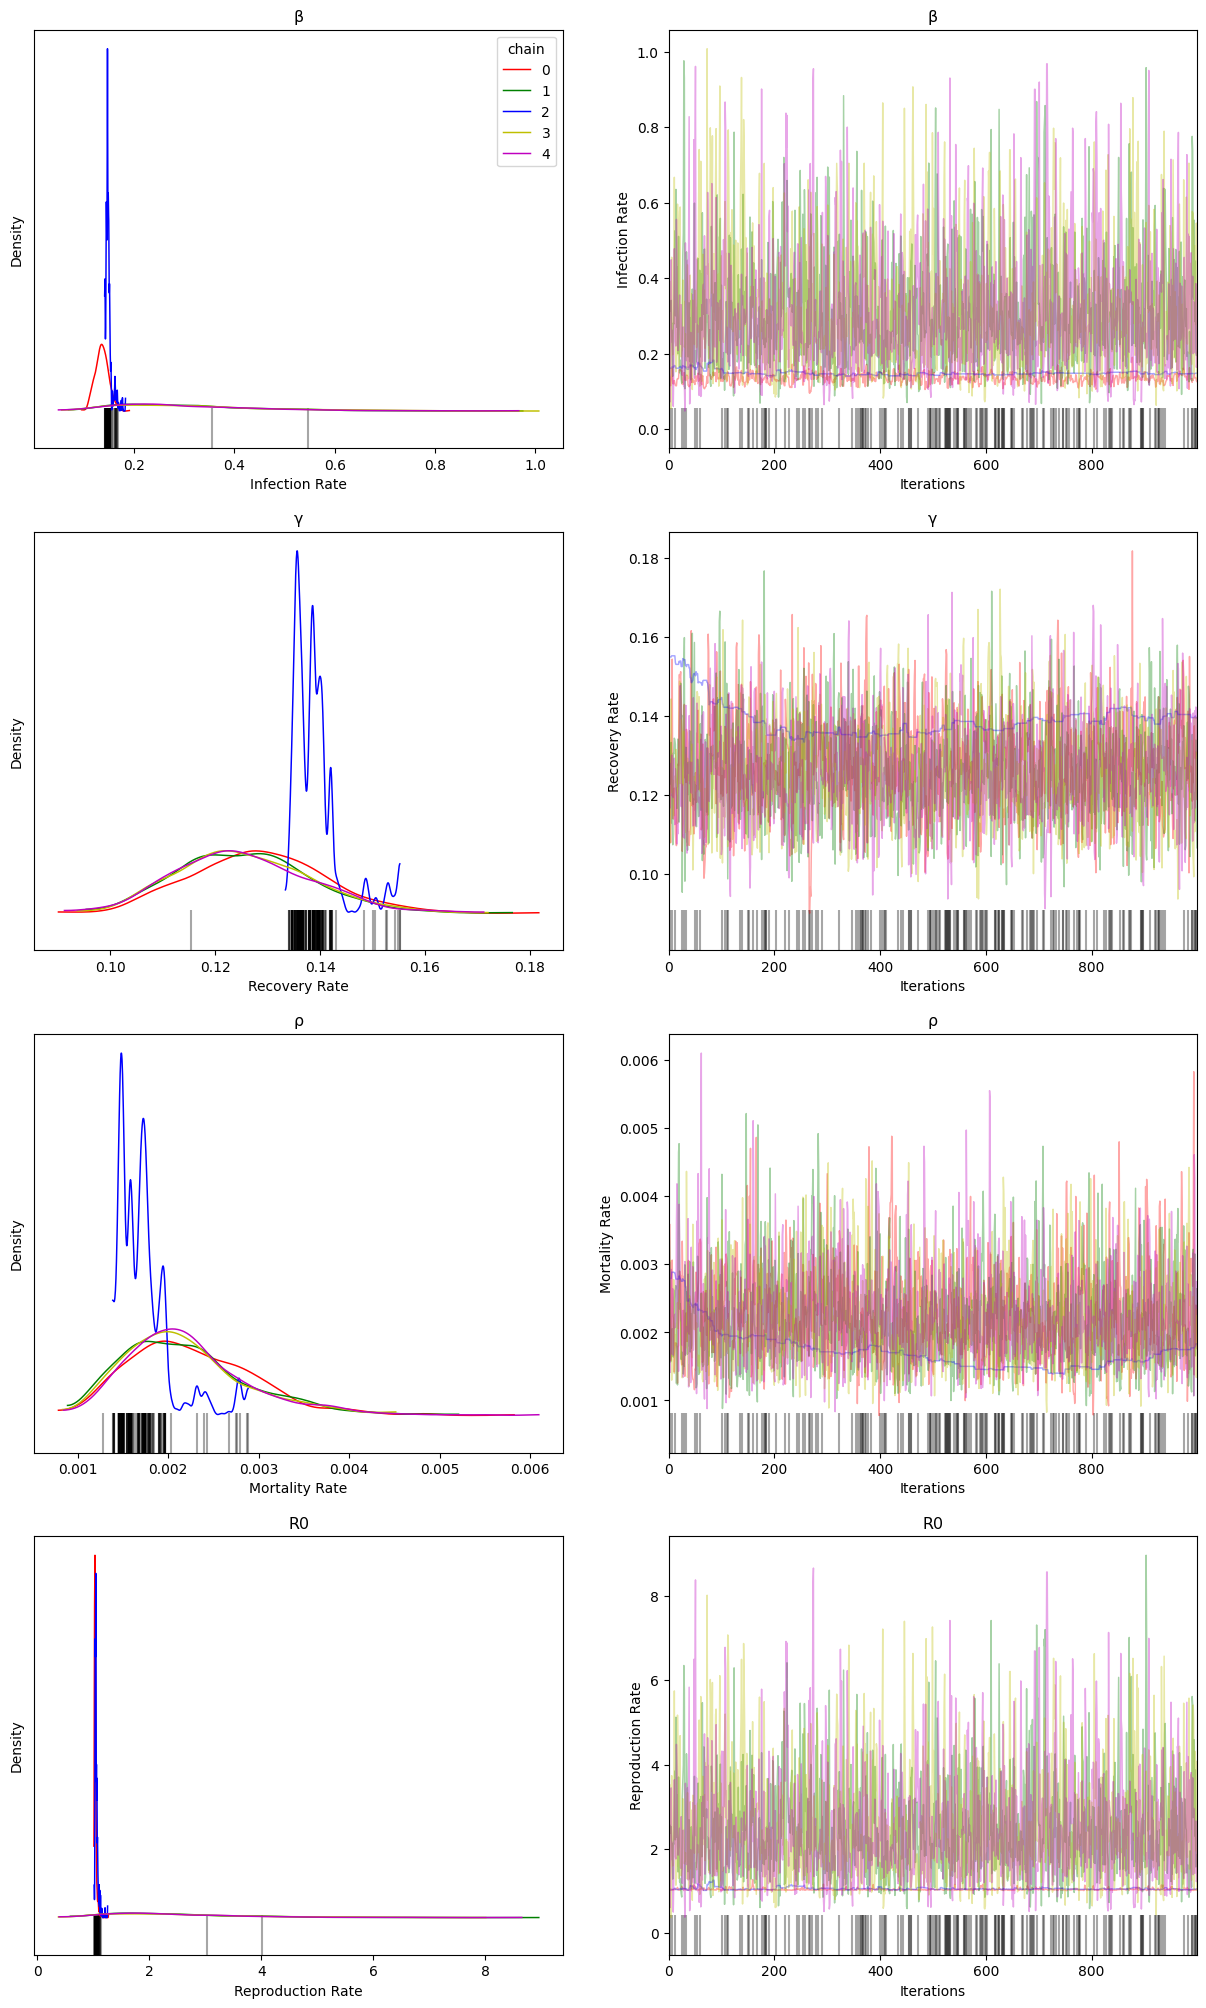 β
chain
0
1
2
3
4
Density
0.2 0.4 0.6 0.8 1.0
Infection Rate
β
1.0
0.8
0.6
0.4
0.2
0.0
Infection Rate
0 200 400 600 800
Iterations
γ
Density
0.10 0.12 0.14 0.16 0.18
Recovery Rate
γ
0.18
0.16
0.14
0.12
0.10
Recovery Rate
0 200 400 600 800
Iterations
ρ
Density
0.001 0.002 0.003 0.004 0.005 0.006
Mortality Rate
ρ
0.006
0.005
0.004
0.003
0.002
0.001
Mortality Rate
0 200 400 600 800
Iterations
R0
Density
0 2 4 6 8
Reproduction Rate
R0
8
6
4
2
0
Reproduction Rate
0 200 400 600 800
Iterations